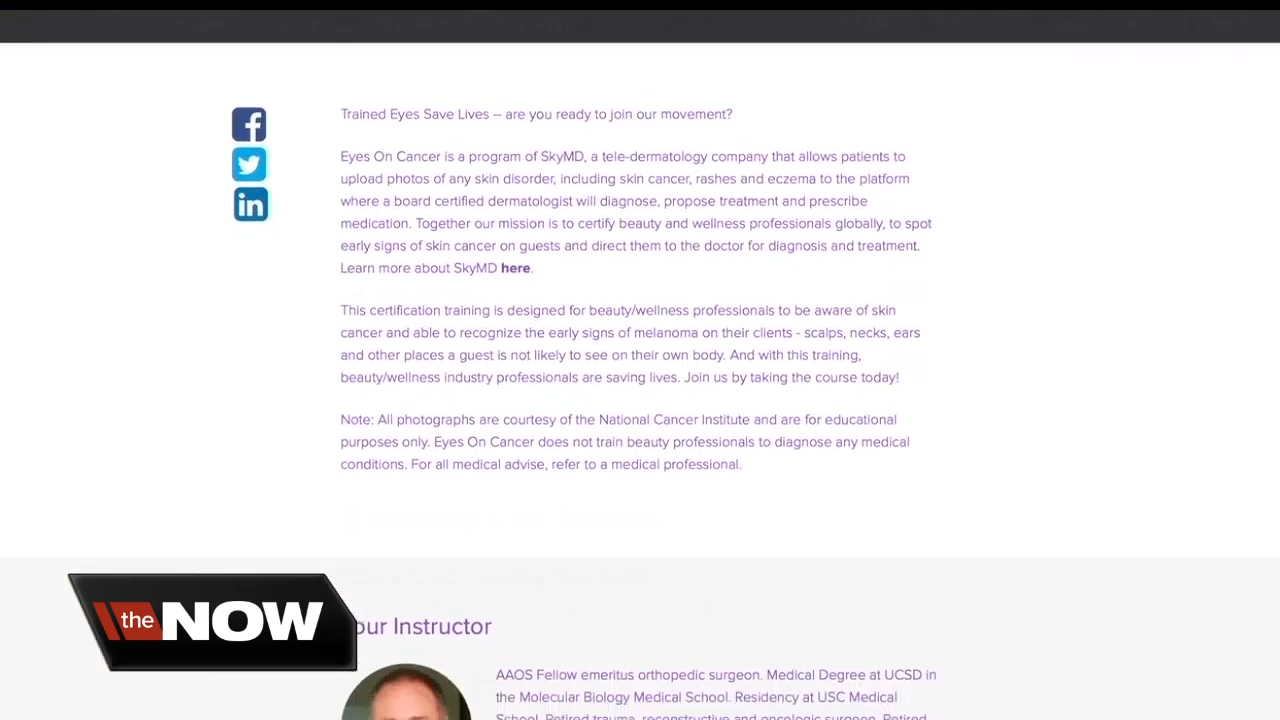 Trained Eyes Save Lives – are you ready to join our movement?
Eyes On Cancer is a program of SkyMD, a tele-dermatology company that allows patients to
upload photos of any skin disorder, including skin cancer, rashes and eczema to the platform
where a board certified dermatologist will diagnose, propose treatment and prescribe
medication. Together our mission is to certify beauty and wellness professionals globally, to spot
early signs of skin cancer on guests and direct them to the doctor for diagnosis and treatment.
Learn more about SkyMD here.
This certification training is designed for beauty/wellness professionals to be aware of skin
cancer and able to recognize the early signs of melanoma on their clients - scalps, necks, ears
and other places a guest is not likely to see on their own body. And with this training,
beauty/wellness industry professionals are saving lives. Join us by taking the course today!
Note: All photographs are courtesy of the National Cancer Institute and are for educational
purposes only. Eyes On Cancer does not train beauty professionals to diagnose any medical
conditions. For all medical advise, refer to a medical professional.
the NOW
our Instructor
AAOS Fellow emeritus orthopedic surgeon. Medical Degree at UCSD in
the Molecular Biology Medical School. Residency at USC Medical
School. Retired trauma, reconstructive and oncologic surgeon. Retired